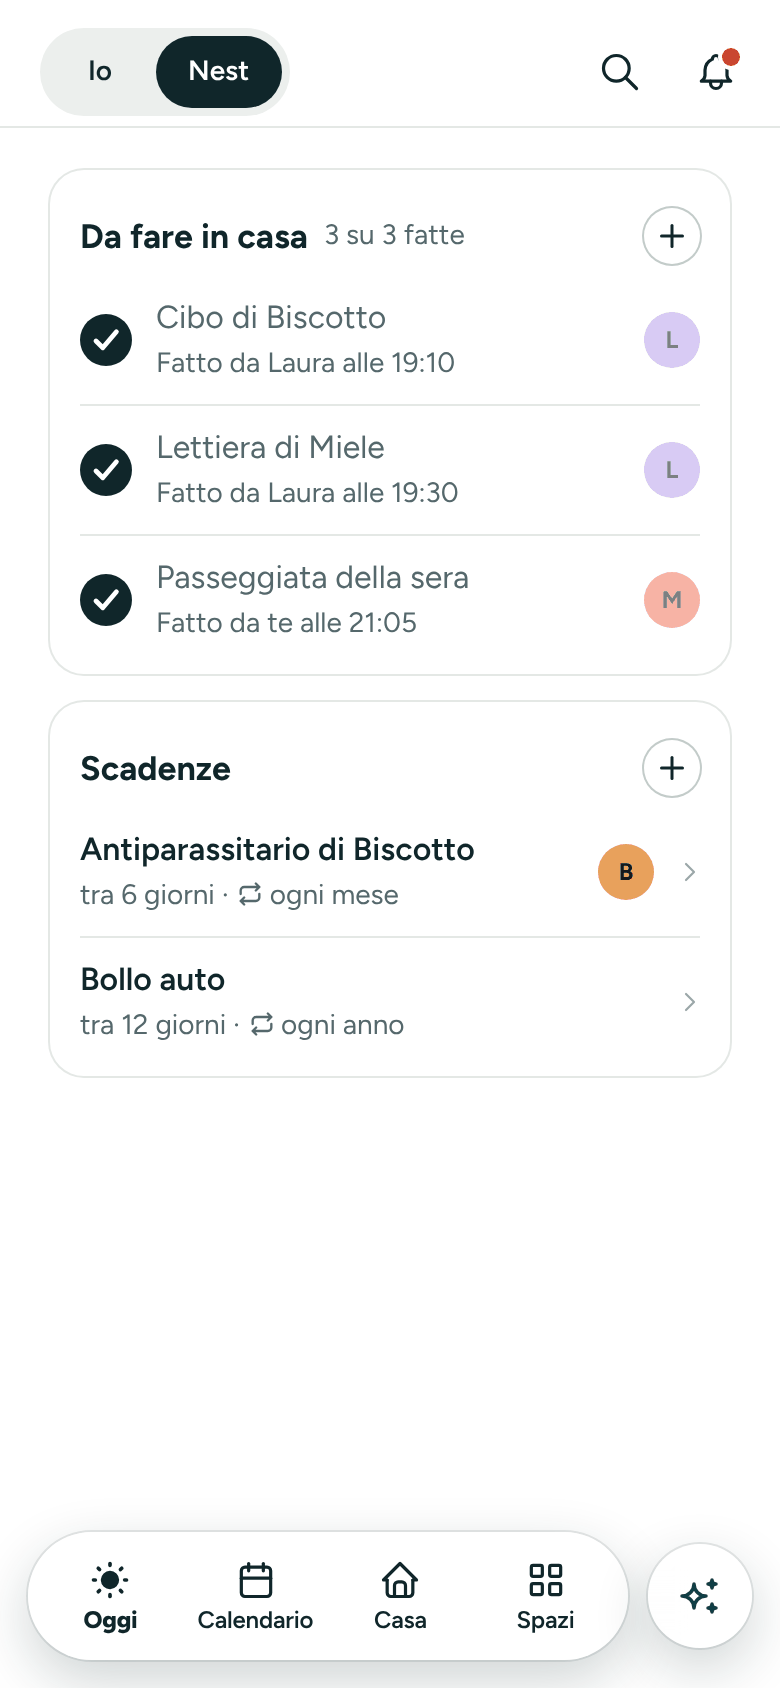 Io
Nest
Da fare in casa 3 su 3 fatte
Cibo di Biscotto
Fatto da Laura alle 19:10
L
Lettiera di Miele
Fatto da Laura alle 19:30
L
Passeggiata della sera
Fatto da te alle 21:05
M
Scadenze
Antiparassitario di Biscotto
tra 6 giorni · ogni mese
B
Bollo auto
tra 12 giorni · ogni anno
Oggi
Calendario
Casa
Spazi